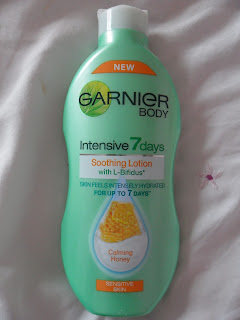 NEW
GARNIER
BODY
Intensive 7days
Soothing Lotion
with L-Bifidus*
SKIN FEELS INTENSELY HYDRATED
FOR UP TO 7 DAYS*
Calming
Honey
SENSITIVE
SKIN